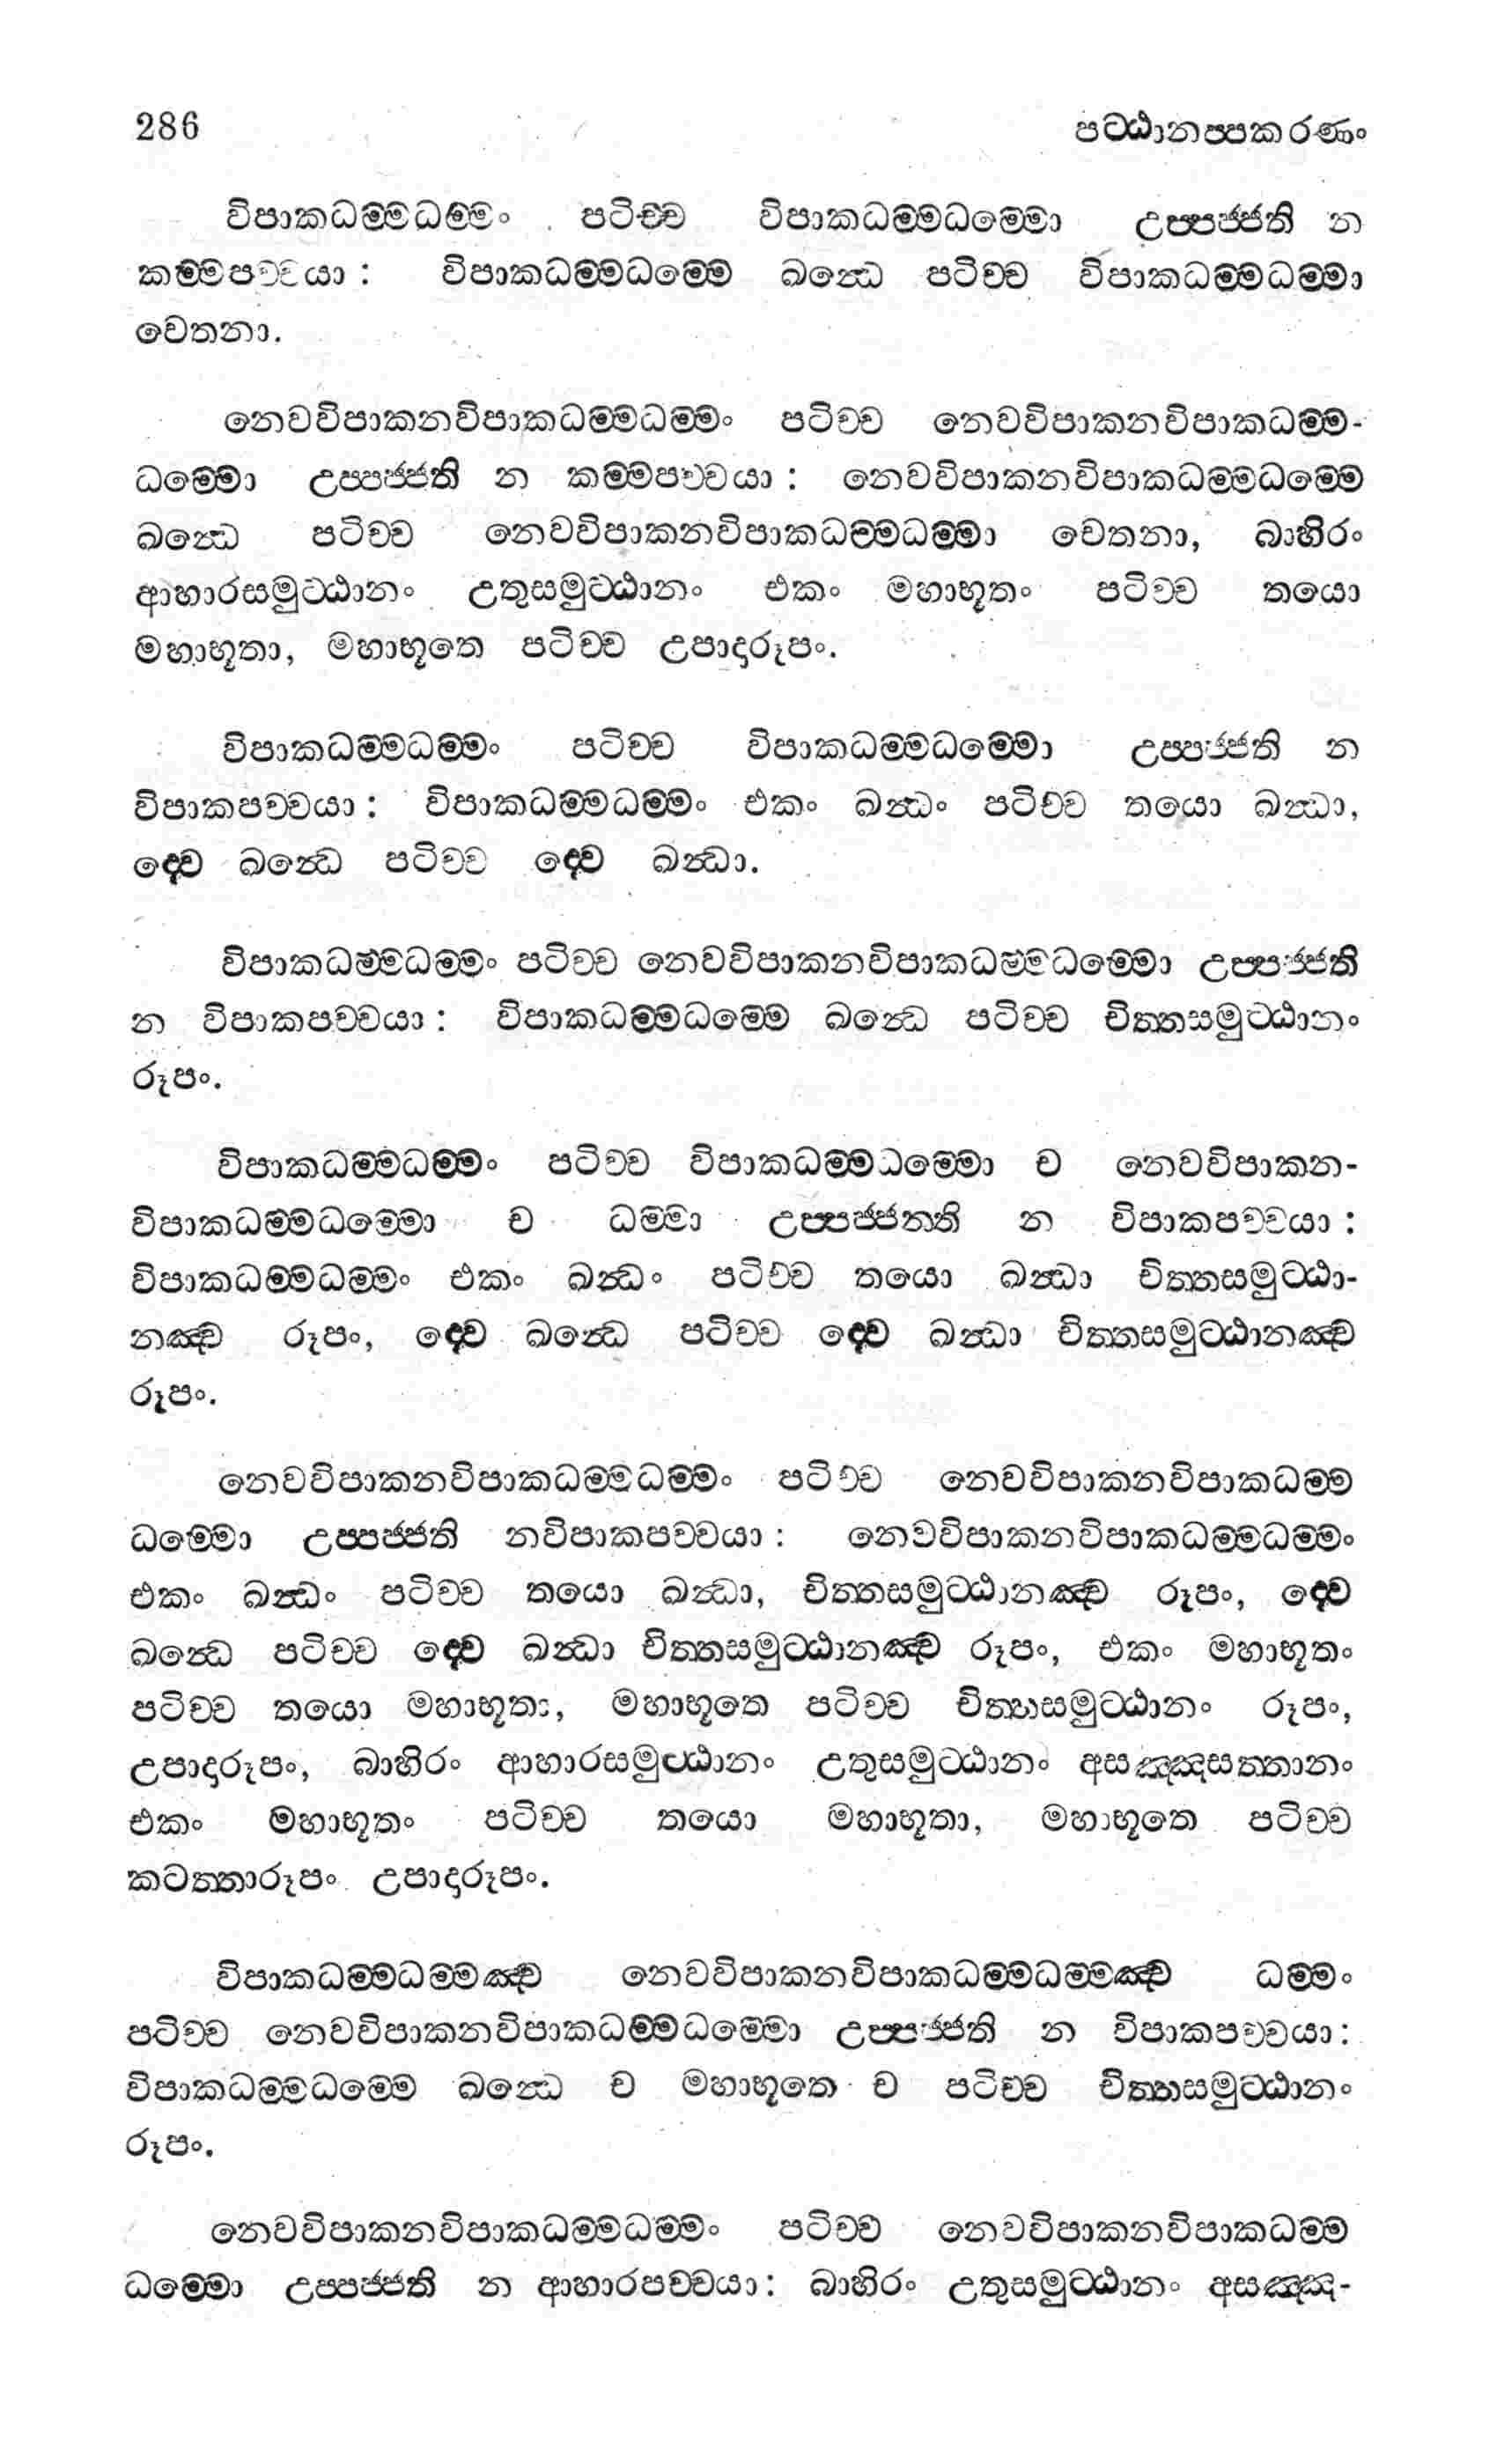 286 පට්ඨානප්පකරණං
විපාකධම්මධම්මං පටිච්ච විපාකධම්මධම්මො උප්පජ්ජති න
කම්මපච්චයා : විපාකධම්මධම්මෙ ඛන්ධෙ පටිච්ච විපාකධම්මධම්මා
චෙතනා.
නෙවවිපාකනවිපාකධම්මධම්මං පටිච්ච නෙවවිපාකනවිපාකධම්ම-
ධම්මො උප්පජ්ජති න කම්මපච්චයා : නෙවවිපාකනවිපාකධම්මධම්මෙ
ඛන්ධෙ පටිච්ච නෙවවිපාකනවිපාකධම්මධම්මා චෙතනා, බාහිරං
ආහාරසමුට්ඨානං උතුසමුට්ඨානං එකං මහාභූතං පටිච්ච තයො
මහාභූතා, මහාභූතෙ පටිච්ච උපාදාරූපං.
විපාකධම්මධම්මං පටිච්ච විපාකධම්මධම්මො උප්පජ්ජති න
විපාකපච්චයා : විපාකධම්මධම්මං එකං ඛන්ධං පටිච්ච තයො ඛන්ධා,
ද්වෙ ඛන්ධෙ පටිච්ච ද්වෙ ඛන්ධා.
විපාකධම්මධම්මං පටිච්ච නෙවවිපාකනවිපාකධම්මධම්මො උප්පජ්ජති
න විපාකපච්චයා : විපාකධම්මධම්මෙ ඛන්ධෙ පටිච්ච චිත්තසමුට්ඨානං
රූපං.
විපාකධම්මධම්මං පටිච්ච විපාකධම්මධම්මො ච නෙවවිපාකන-
විපාකධම්මධම්මො ච ධම්මා උප්පජ්ජන්ති න විපාකපච්චයා :
විපාකධම්මධම්මං එකං ඛන්ධං පටිච්ච තයො ඛන්ධා චිත්තසමුට්ඨා-
නඤ්ච රූපං, ද්වෙ ඛන්ධෙ පටිච්ච ද්වෙ ඛන්ධා චිත්තසමුට්ඨානඤ්ච
රූපං.
නෙවවිපාකනවිපාකධම්මධම්මං පටිච්ච නෙවවිපාකනවිපාකධම්ම
ධම්මො උප්පජ්ජති නවිපාකපච්චයා : නෙවවිපාකනවිපාකධම්මධම්මං
එකං ඛන්ධං පටිච්ච තයො ඛන්ධා, චිත්තසමුට්ඨානඤ්ච රූපං, ද්වෙ
ඛන්ධෙ පටිච්ච ද්වෙ ඛන්ධා චිත්තසමුට්ඨානඤ්ච රූපං, එකං මහාභූතං
පටිච්ච තයො මහාභූතා, මහාභූතෙ පටිච්ච චිත්තසමුට්ඨානං රූපං,
උපාදාරූපං, බාහිරං ආහාරසමුට්ඨානං උතුසමුට්ඨානං අසඤ්ඤසත්තානං
එකං මහාභූතං පටිච්ච තයො මහාභූතා, මහාභූතෙ පටිච්ච
කටත්තාරූපං උපාදාරූපං.
විපාකධම්මධම්මඤ්ච නෙවවිපාකනවිපාකධම්මධම්මඤ්ච ධම්මං
පටිච්ච නෙවවිපාකනවිපාකධම්මධම්මො උප්පජ්ජති න විපාකපච්චයා :
විපාකධම්මධම්මෙ ඛන්ධෙ ච මහාභූතෙ ච පටිච්ච චිත්තසමුට්ඨානං
රූපං.
නෙවවිපාකනවිපාකධම්මධම්මං පටිච්ච නෙවවිපාකනවිපාකධම්ම
ධම්මො උප්පජ්ජති න ආහාරපච්චයා : බාහිරං උතුසමුට්ඨානං අසඤ්ඤ-